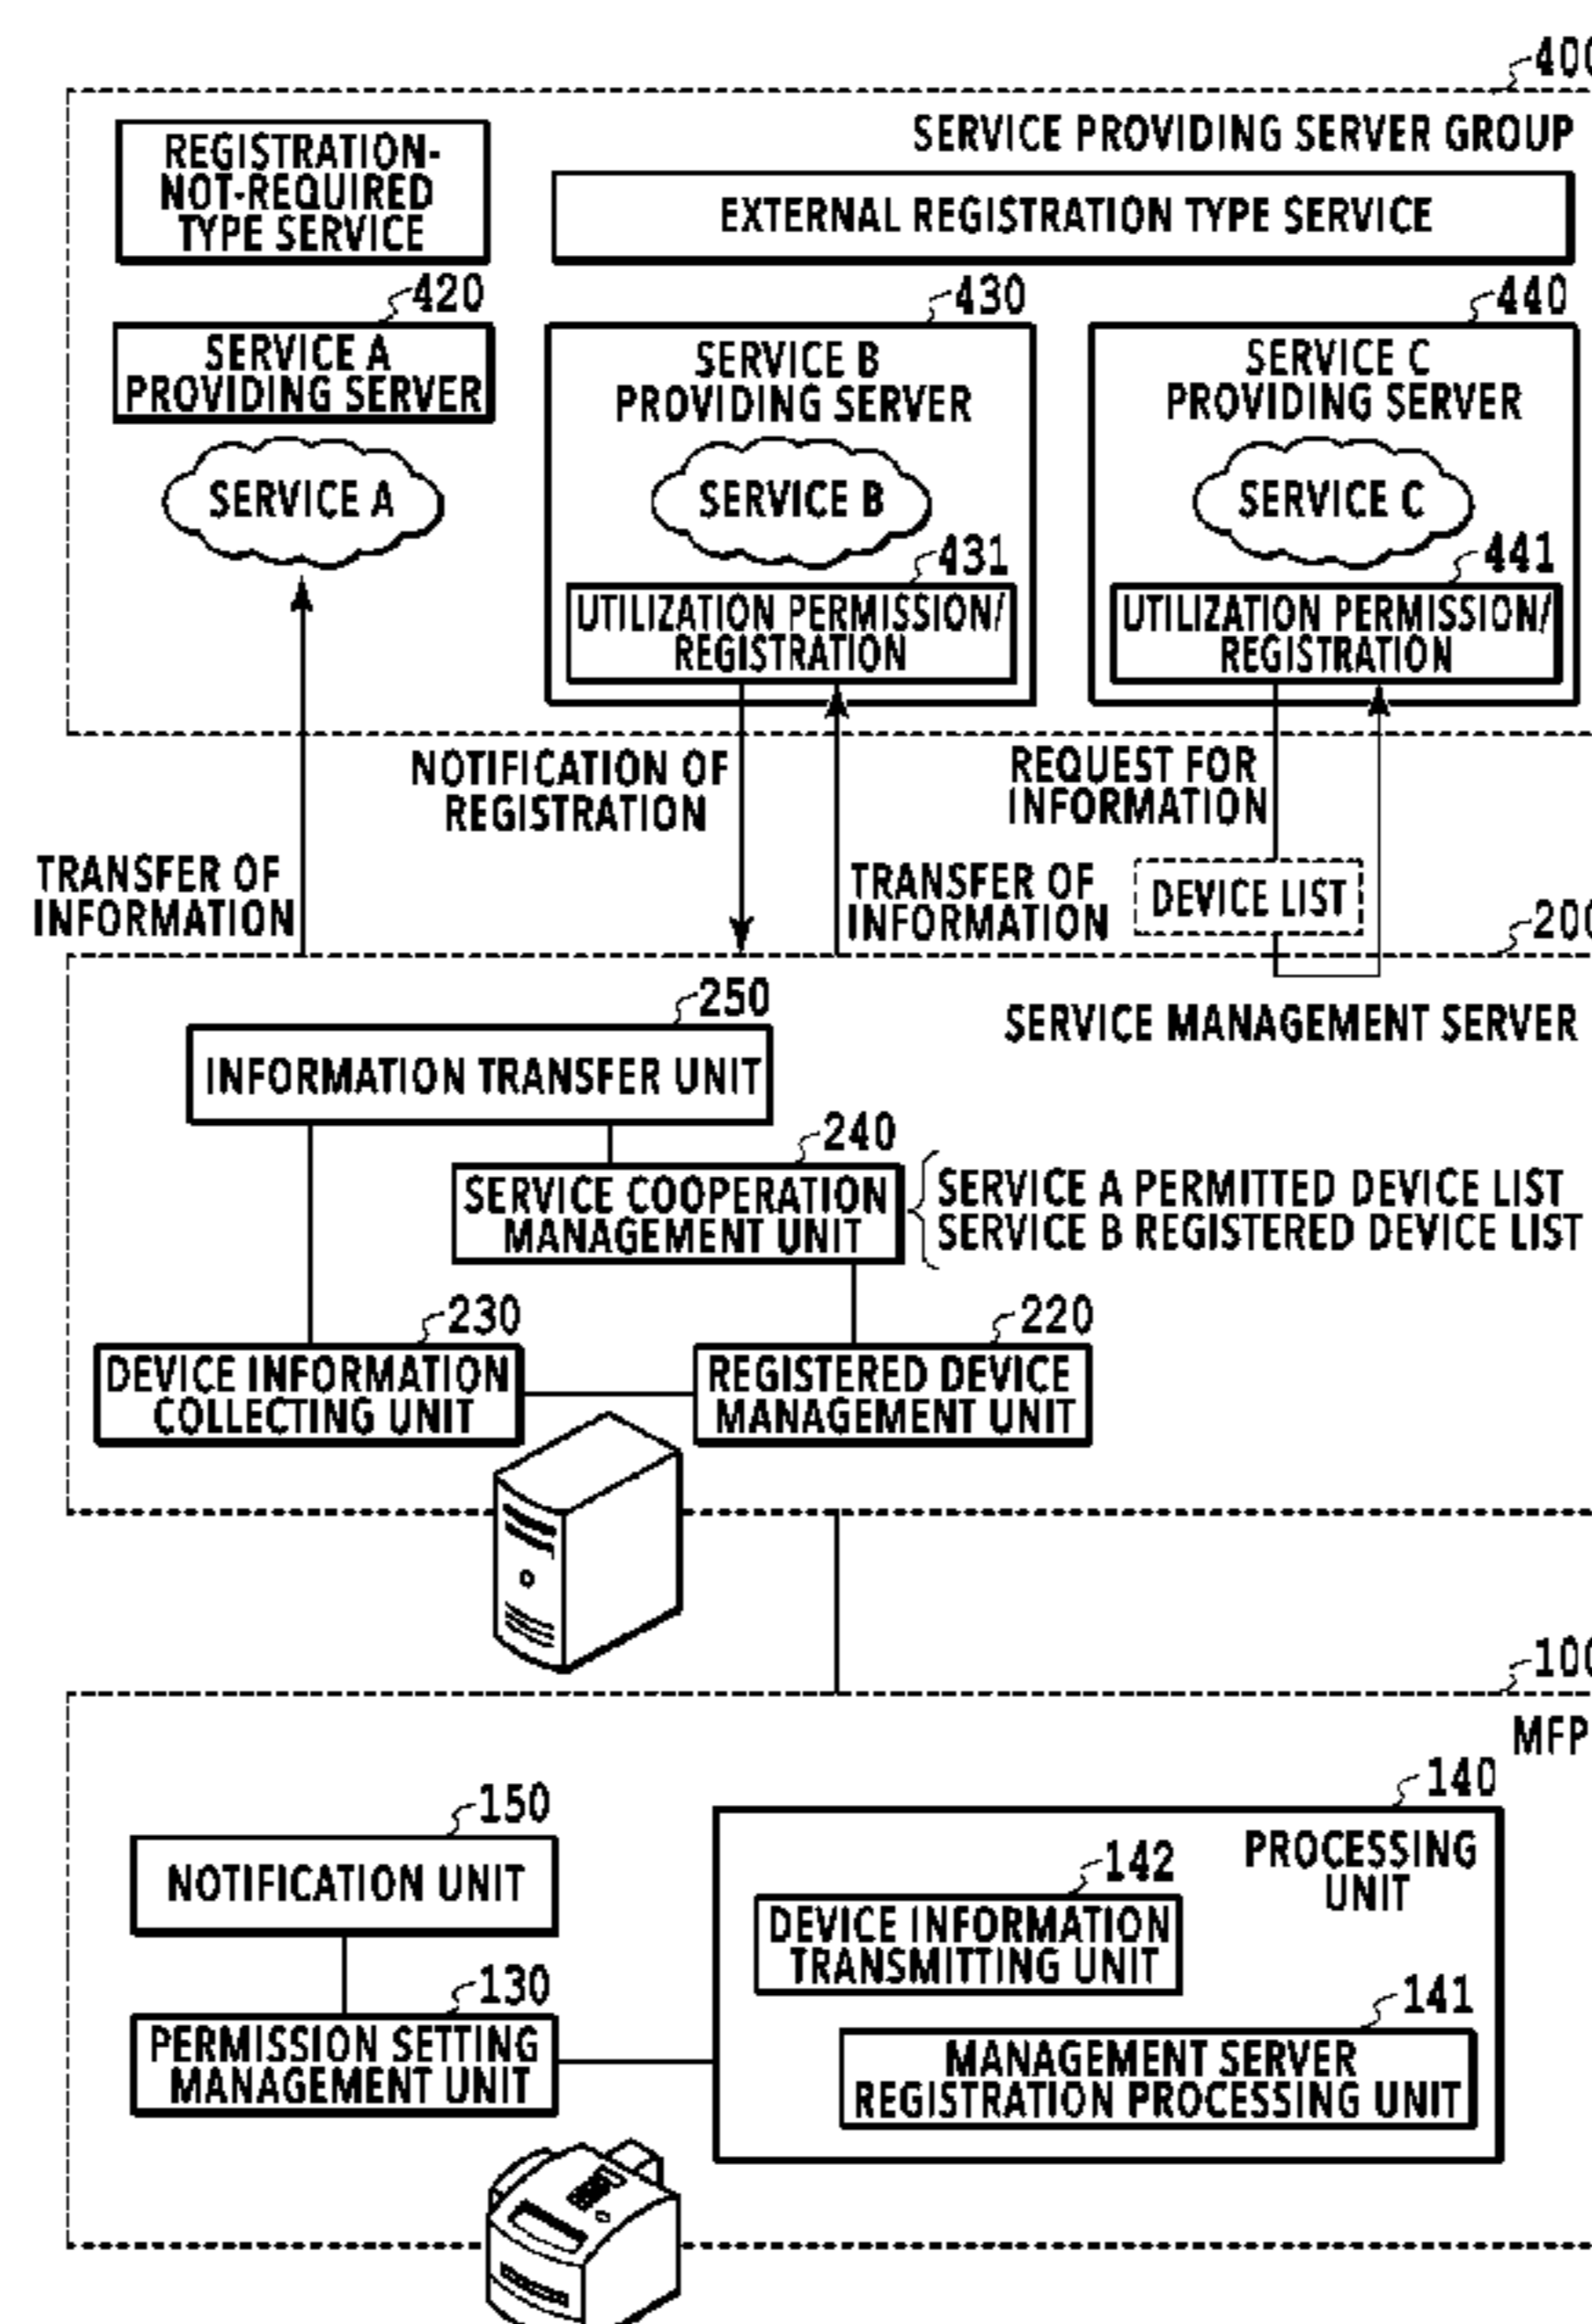 400
SERVICE PROVIDING SERVER GROUP
REGISTRATION-
NOT-REQUIRED
TYPE SERVICE
EXTERNAL REGISTRATION TYPE SERVICE
420
SERVICE A
PROVIDING SERVER
SERVICE A
430
SERVICE B
PROVIDING SERVER
SERVICE B
431
UTILIZATION PERMISSION/
REGISTRATION
440
SERVICE C
PROVIDING SERVER
SERVICE C
441
UTILIZATION PERMISSION/
REGISTRATION
TRANSFER OF
INFORMATION
NOTIFICATION OF
REGISTRATION
TRANSFER OF
INFORMATION
REQUEST FOR
INFORMATION
DEVICE LIST
200
SERVICE MANAGEMENT SERVER
250
INFORMATION TRANSFER UNIT
240
SERVICE COOPERATION
MANAGEMENT UNIT
SERVICE A PERMITTED DEVICE LIST
SERVICE B REGISTERED DEVICE LIST
230
DEVICE INFORMATION
COLLECTING UNIT
220
REGISTERED DEVICE
MANAGEMENT UNIT
100
MFP
150
NOTIFICATION UNIT
130
PERMISSION SETTING
MANAGEMENT UNIT
140
PROCESSING
UNIT
142
DEVICE INFORMATION
TRANSMITTING UNIT
141
MANAGEMENT SERVER
REGISTRATION PROCESSING UNIT